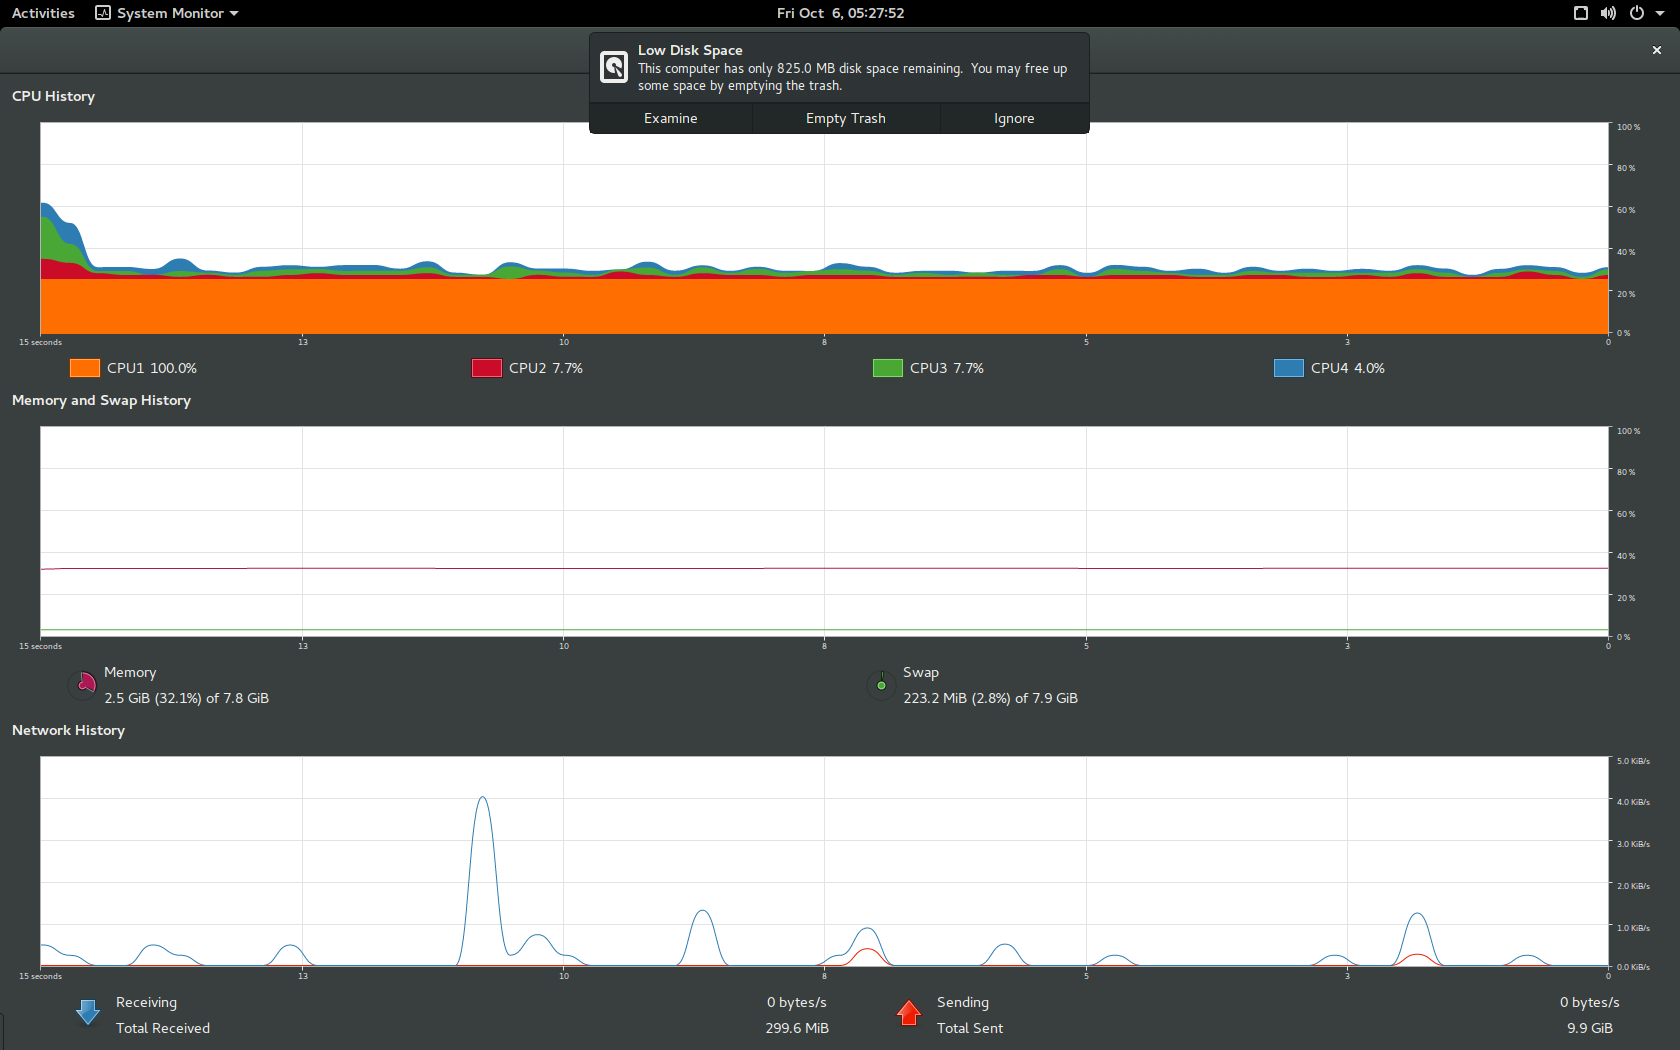 Activities System Monitor Fri Oct 6, 05:27:52
Low Disk Space
This computer has only 825.0 MB disk space remaining. You may free up
some space by emptying the trash.
Examine Empty Trash Ignore
CPU History
100 %
80 %
60 %
40 %
20 %
0 %
15 seconds 13 10 8 5 3 0
CPU1 100.0% CPU2 7.7% CPU3 7.7% CPU4 4.0%
Memory and Swap History
100 %
80 %
60 %
40 %
20 %
0 %
15 seconds 13 10 8 5 3 0
Memory Swap
2.5 GiB (32.1%) of 7.8 GiB 223.2 MiB (2.8%) of 7.9 GiB
Network History
5.0 KiB/s
4.0 KiB/s
3.0 KiB/s
2.0 KiB/s
1.0 KiB/s
0.0 KiB/s
15 seconds 13 10 8 5 3 0
Receiving 0 bytes/s Sending 0 bytes/s
Total Received 299.6 MiB Total Sent 9.9 GiB